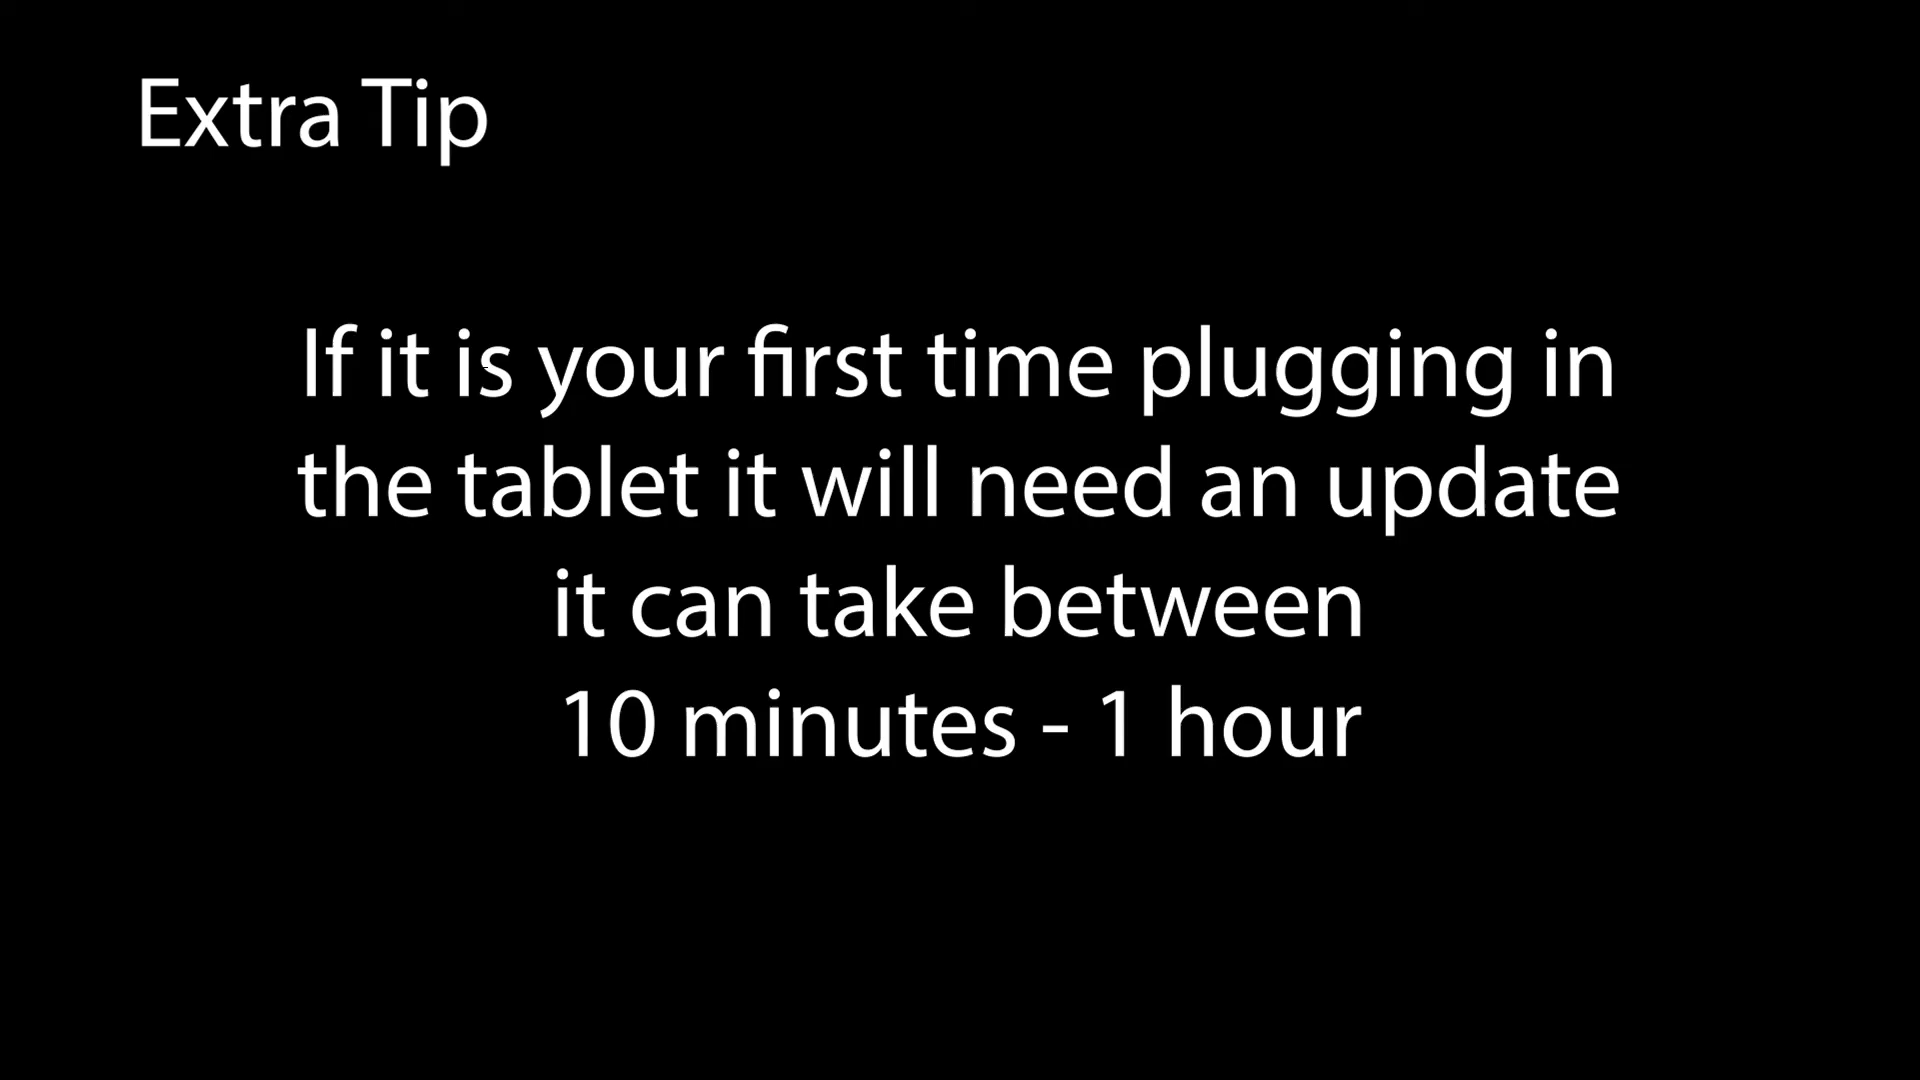 Extra Tip
If it is your first time plugging in
the tablet it will need an update
it can take between
10 minutes - 1 hour